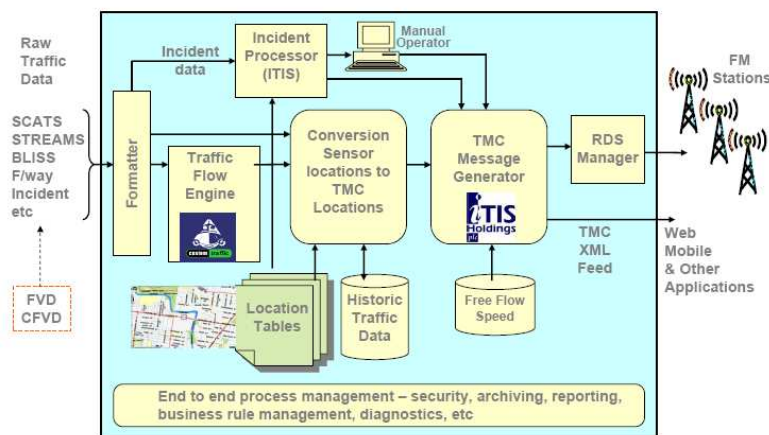 Raw
Traffic
Data
SCATS
STREAMS
BLISS
F/way
Incident
etc
FVD
CFVD
Formatter
Incident
data
Incident
Processor
(ITIS)
Manual
Operator
Traffic
Flow
Engine
custom traffic
Conversion
Sensor
locations to
TMC
Locations
TMC
Message
Generator
iTIS
Holdings
plc
RDS
Manager
FM
Stations
TMC
XML
Feed
Web
Mobile
& Other
Applications
Location
Tables
Historic
Traffic
Data
Free Flow
Speed
End to end process management – security, archiving, reporting,
business rule management, diagnostics, etc